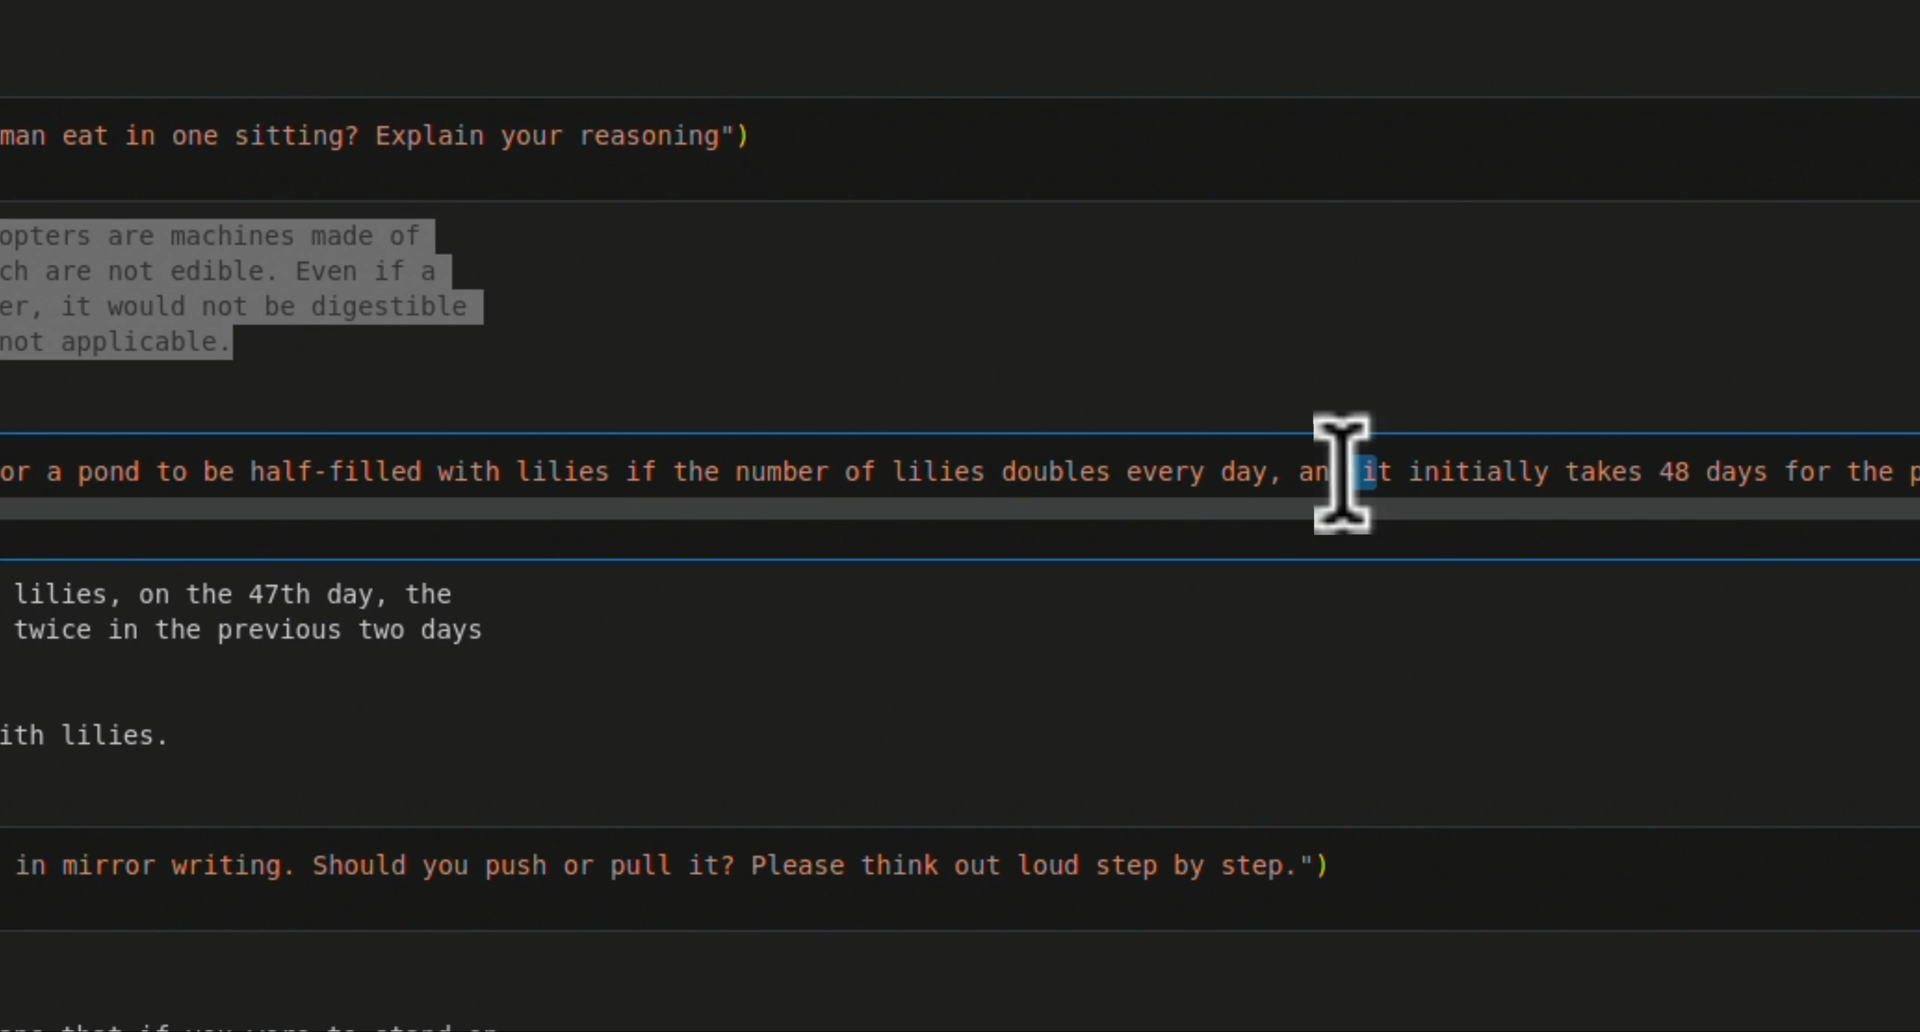 man eat in one sitting? Explain your reasoning")
opters are machines made of
ch are not edible. Even if a
er, it would not be digestible
not applicable.
or a pond to be half-filled with lilies if the number of lilies doubles every day, an it initially takes 48 days for the p
lilies, on the 47th day, the
twice in the previous two days
ith lilies.
in mirror writing. Should you push or pull it? Please think out loud step by step.")